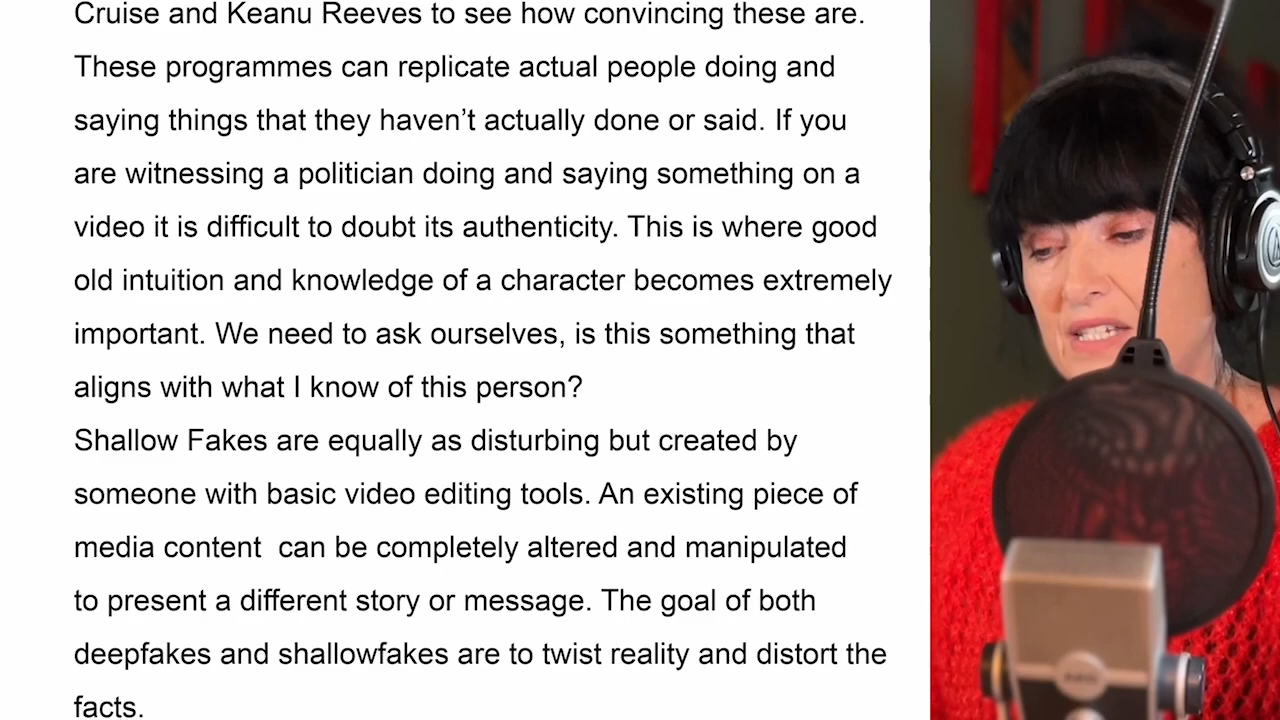 Cruise and Keanu Reeves to see how convincing these are.
These programmes can replicate actual people doing and
saying things that they haven’t actually done or said. If you
are witnessing a politician doing and saying something on a
video it is difficult to doubt its authenticity. This is where good
old intuition and knowledge of a character becomes extremely
important. We need to ask ourselves, is this something that
aligns with what I know of this person?
Shallow Fakes are equally as disturbing but created by
someone with basic video editing tools. An existing piece of
media content  can be completely altered and manipulated
to present a different story or message. The goal of both
deepfakes and shallowfakes are to twist reality and distort the
facts.